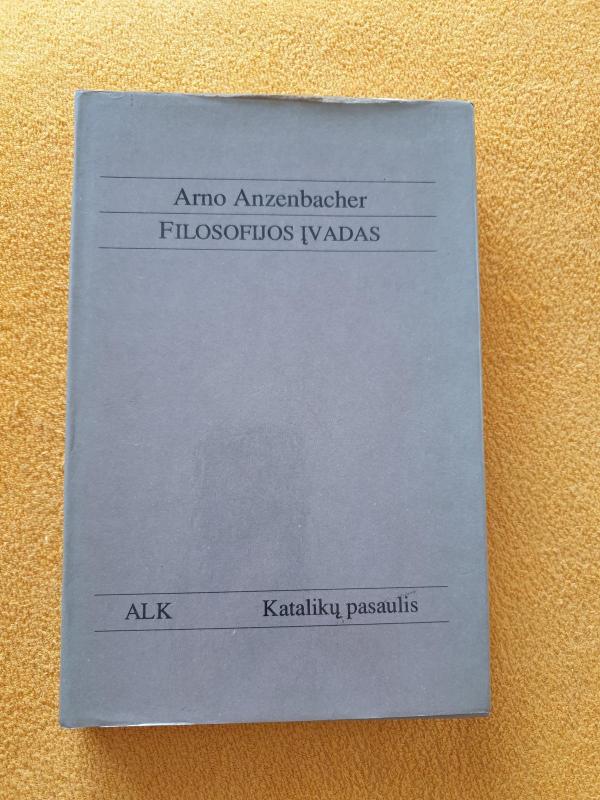 Arno Anzenbacher
FILOSOFIJOS ĮVADAS
ALK Katalikų pasaulis